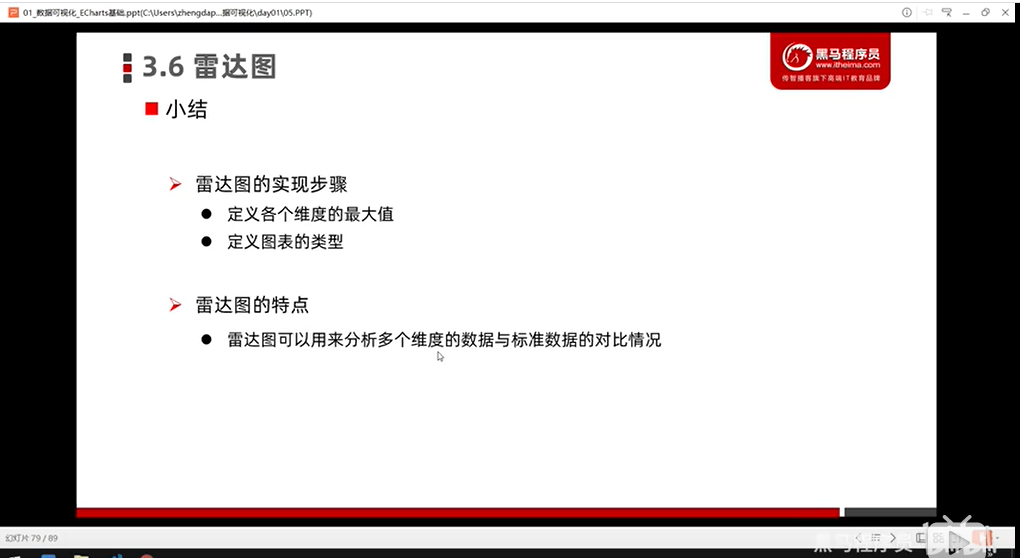 01_数据可视化_ECharts基础.ppt(C:\Users\zhengdap...据可视化\day01\05.PPT)
3.6 雷达图
黑马程序员
www.itheima.com
传智播客旗下高端IT教育品牌
小结
雷达图的实现步骤
定义各个维度的最大值
定义图表的类型
雷达图的特点
雷达图可以用来分析多个维度的数据与标准数据的对比情况
幻灯片 79 / 89
黑马程序员